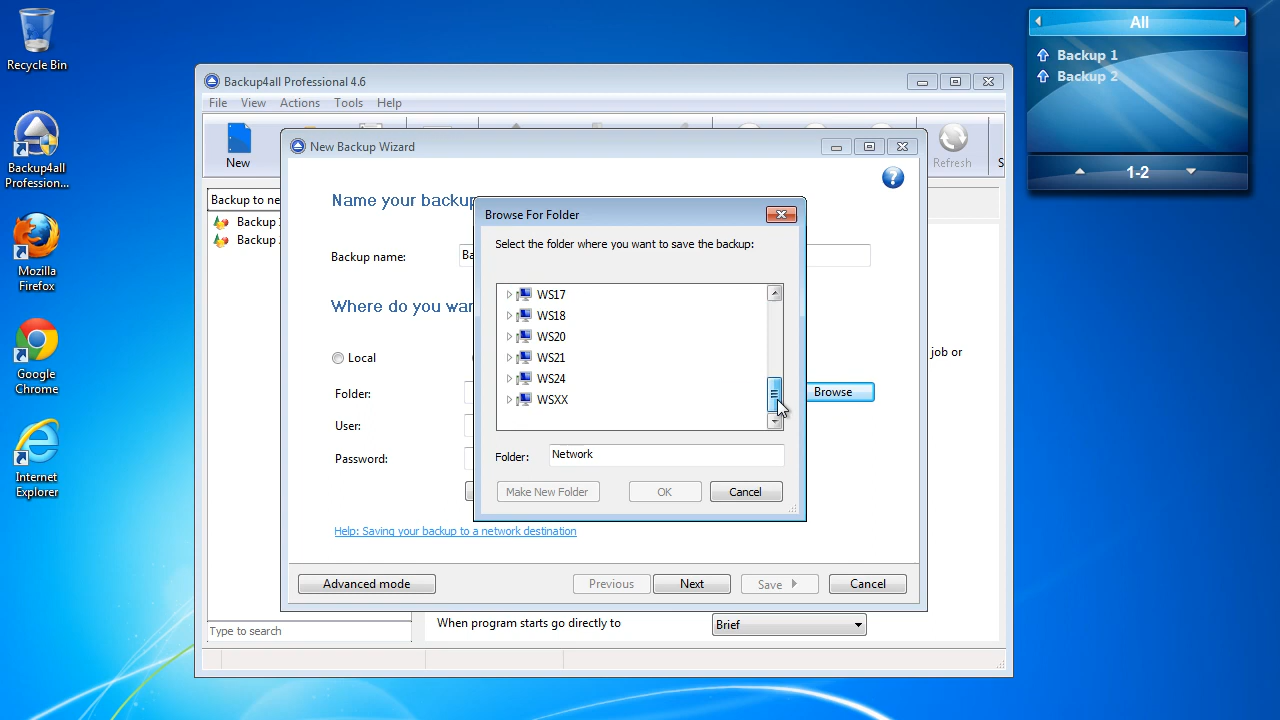 Recycle Bin
Backup4all
Profession...
Mozilla
Firefox
Google
Chrome
Internet
Explorer
All
Backup 1
Backup 2
1-2
Backup4all Professional 4.6
File View Actions Tools Help
New
Refresh
S
Backup to ne
Backup
Backup
Type to search
job or
When program starts go directly to
Brief
New Backup Wizard
Name your backup
Backup name:
Ba
Where do you war
Local
Folder:
Browse
User:
Password:
Help: Saving your backup to a network destination
Advanced mode
Previous
Next
Save
Cancel
Browse For Folder
Select the folder where you want to save the backup:
WS17
WS18
WS20
WS21
WS24
WSXX
Folder:
Network
Make New Folder
OK
Cancel